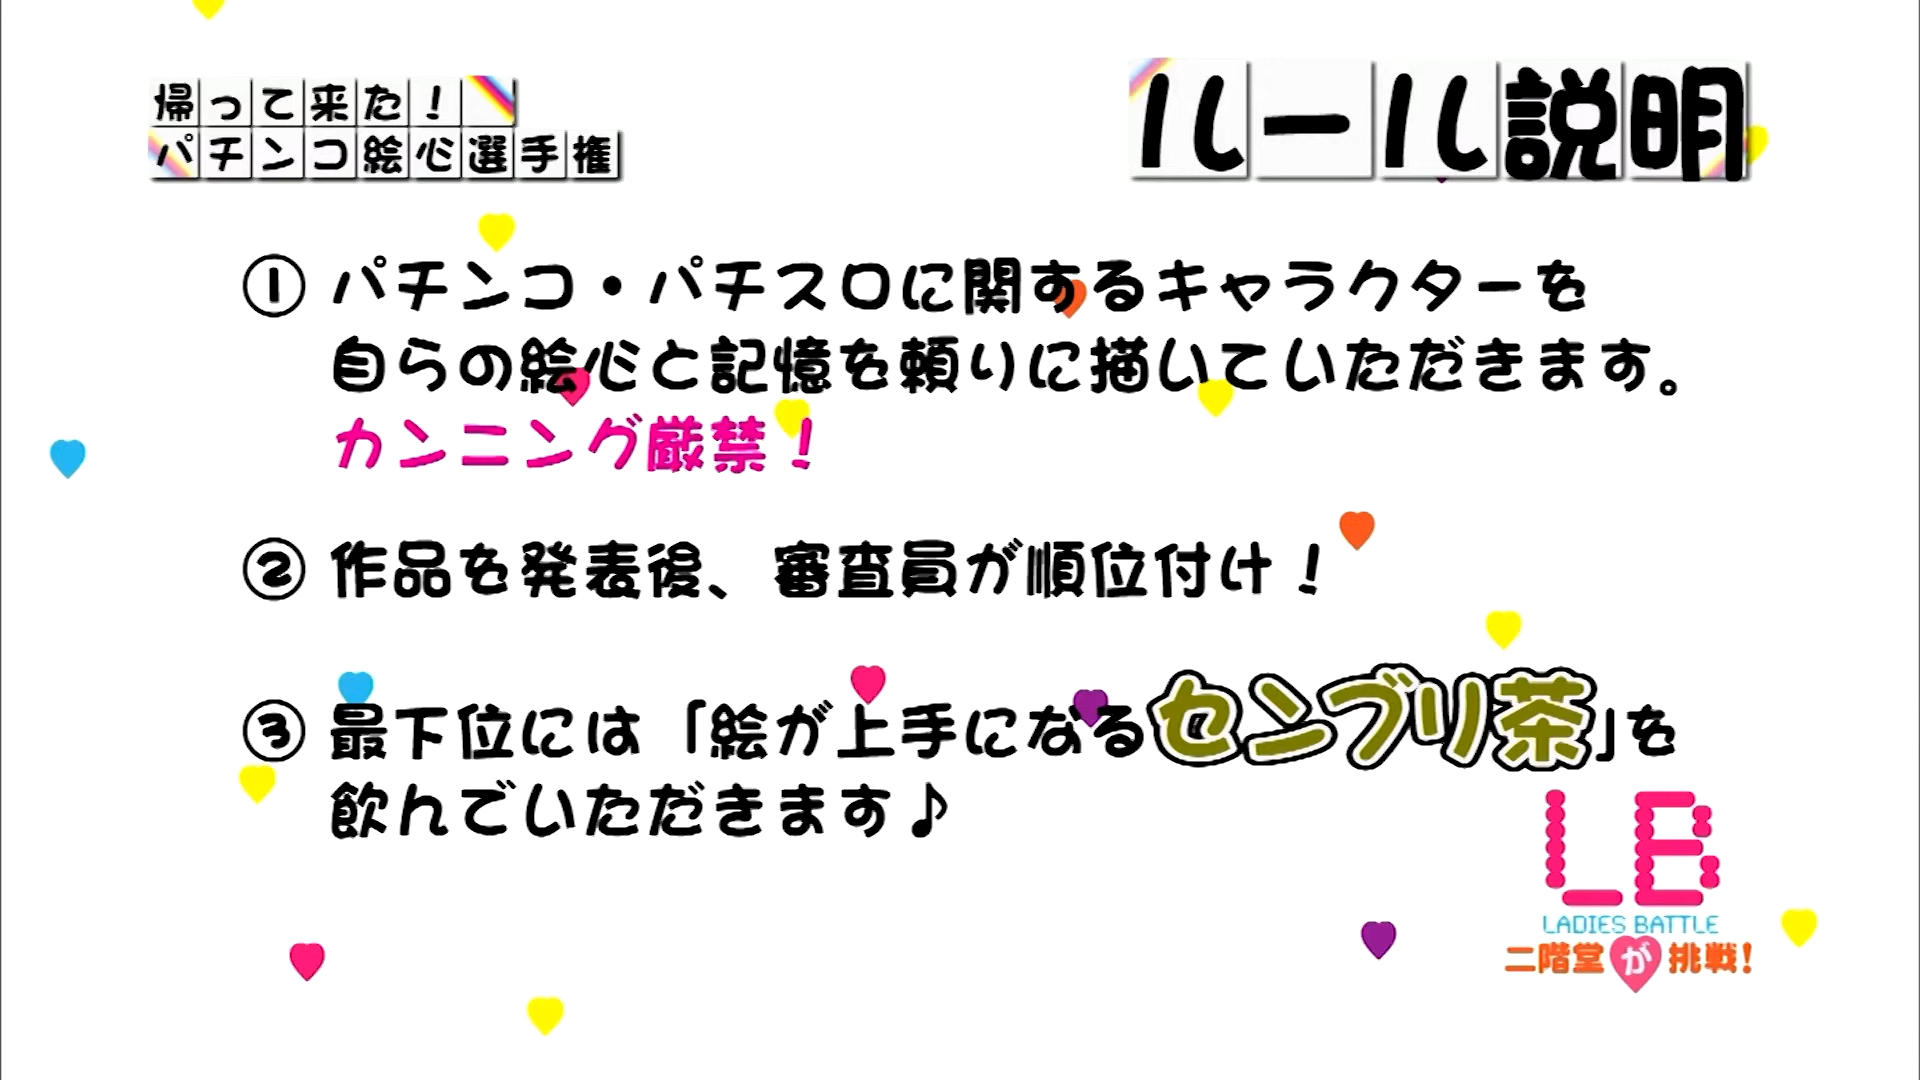 帰って来た！
パチンコ絵心選手権
ルール説明
① パチンコ・パチスロに関するキャラクターを
自らの絵心と記憶を頼りに描いていただきます。
カンニング厳禁！
② 作品を発表後、審査員が順位付け！
③ 最下位には「絵が上手になるセンブリ茶」を
飲んでいただきます♪
LB
LADIES BATTLE
二階堂が挑戦！